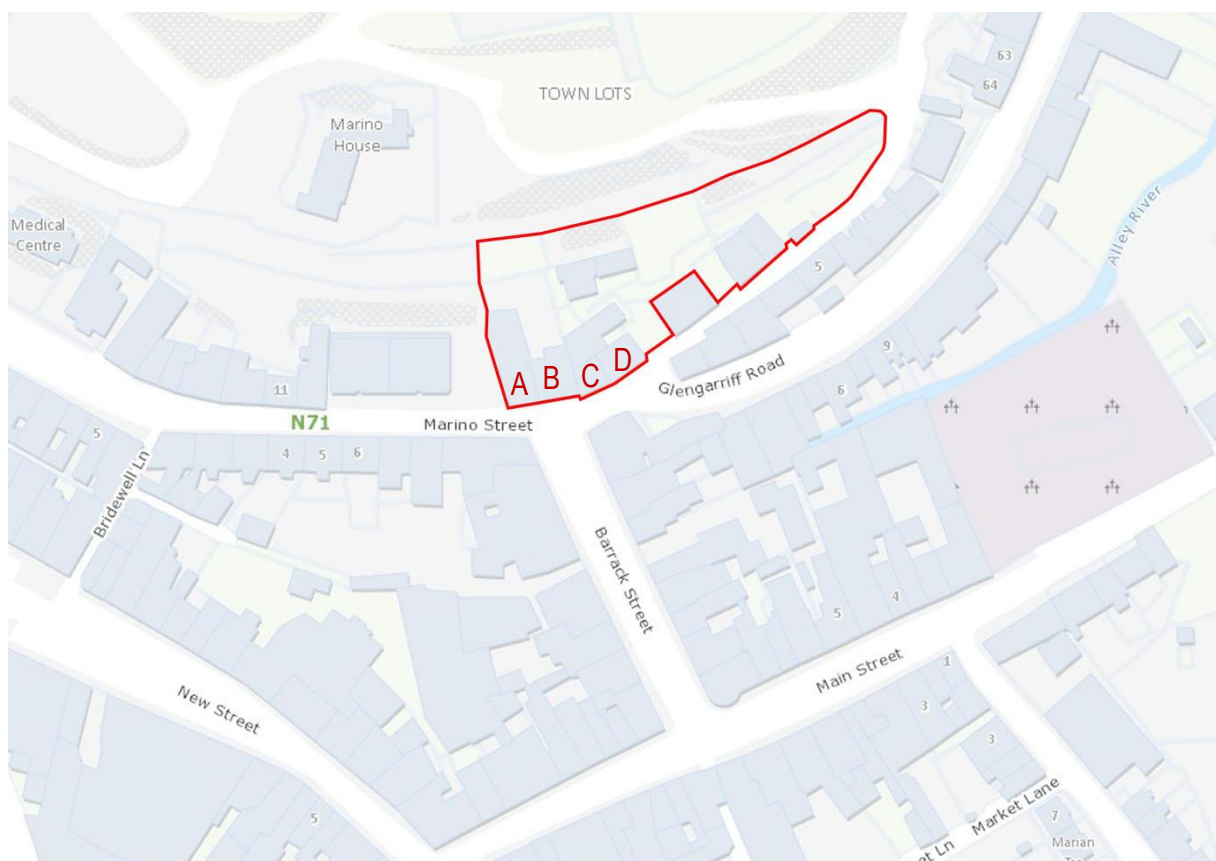 63
64
TOWN LOTS
Marino
House
Medical
Centre
Alley River
5
A
B
C
D
11
Glengarriff Road
9
6
N71
Marino Street
5
4
5
6
Bridewell Ln
Barrack Street
5
4
Main Street
1
3
3
New Street
5
Market Lane
7
Marian